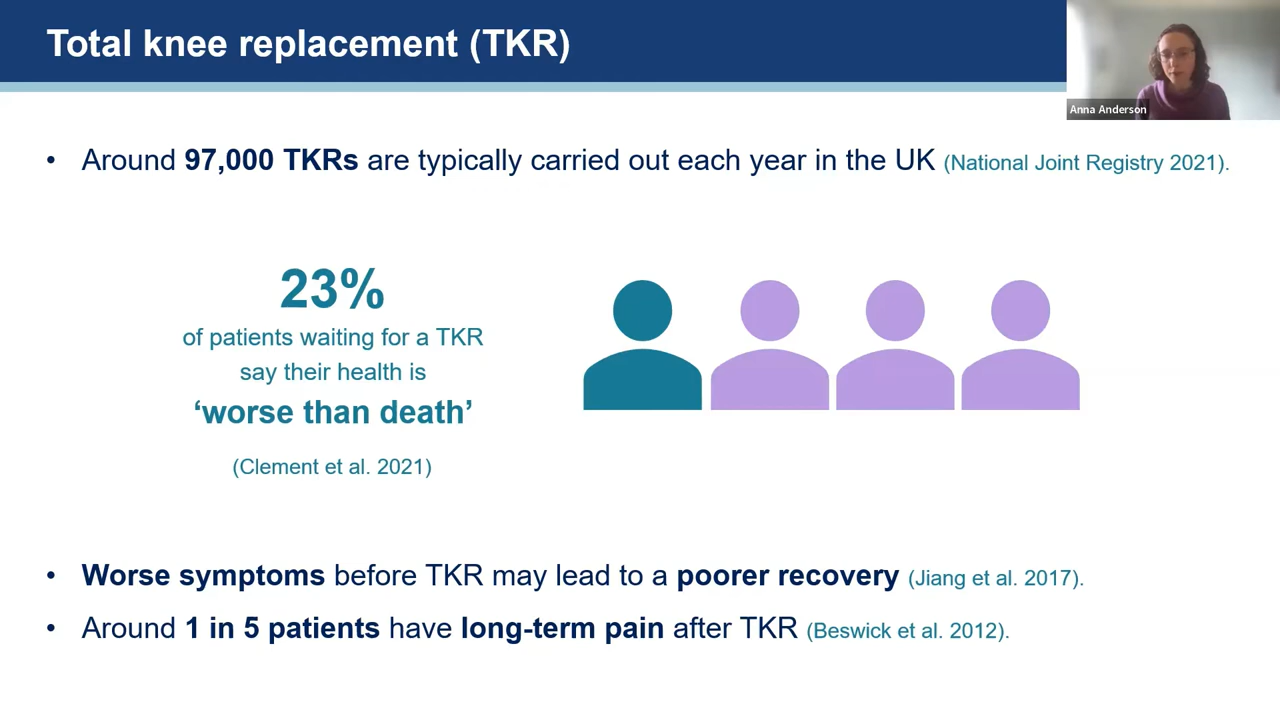 Total knee replacement (TKR)
Anna Anderson
• Around 97,000 TKRs are typically carried out each year in the UK (National Joint Registry 2021).
23%
of patients waiting for a TKR
say their health is
‘worse than death’
(Clement et al. 2021)
• Worse symptoms before TKR may lead to a poorer recovery (Jiang et al. 2017).
• Around 1 in 5 patients have long-term pain after TKR (Beswick et al. 2012).